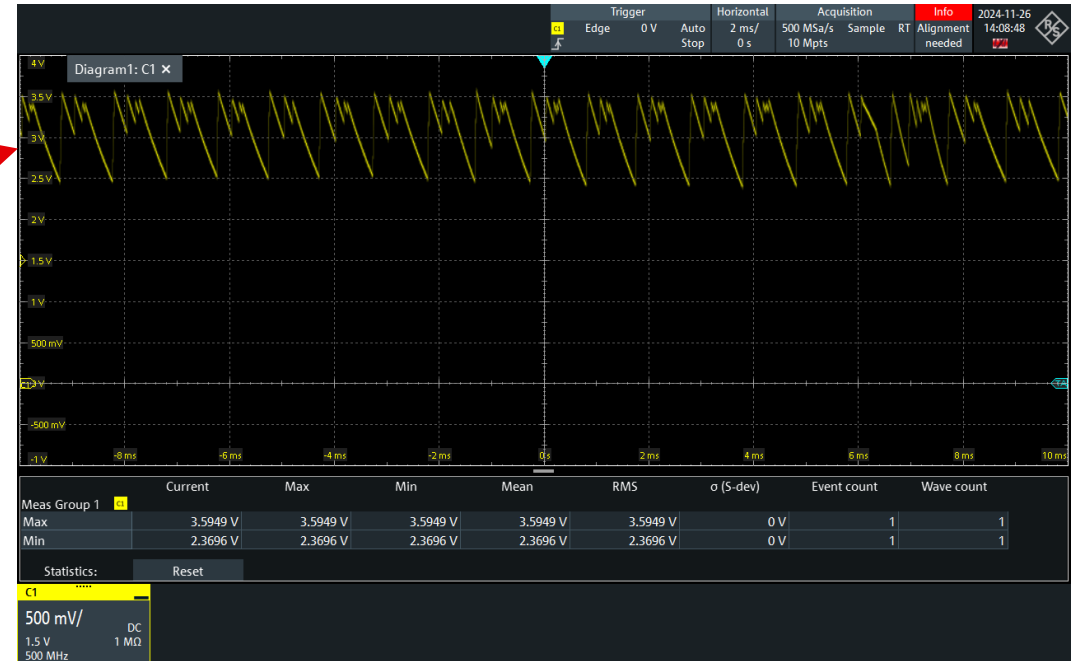 Trigger Horizontal Acquisition Info 2024-11-26
C1 Edge 0 V Auto 2 ms/ 500 MSa/s Sample RT Alignment 14:08:48
Stop 0 s 10 Mpts needed
R&S
Diagram1: C1 ×
4 V
3.5 V
3 V
2.5 V
2 V
1.5 V
1 V
500 mV
C1 0 V TA
-500 mV
-1 V -8 ms -6 ms -4 ms -2 ms 0 s 2 ms 4 ms 6 ms 8 ms 10 ms
Current Max Min Mean RMS σ (S-dev) Event count Wave count
Meas Group 1 C1
Max 3.5949 V 3.5949 V 3.5949 V 3.5949 V 3.5949 V 0 V 1 1
Min 2.3696 V 2.3696 V 2.3696 V 2.3696 V 2.3696 V 0 V 1 1
Statistics: Reset
C1
500 mV/ DC
1.5 V 1 MΩ
500 MHz